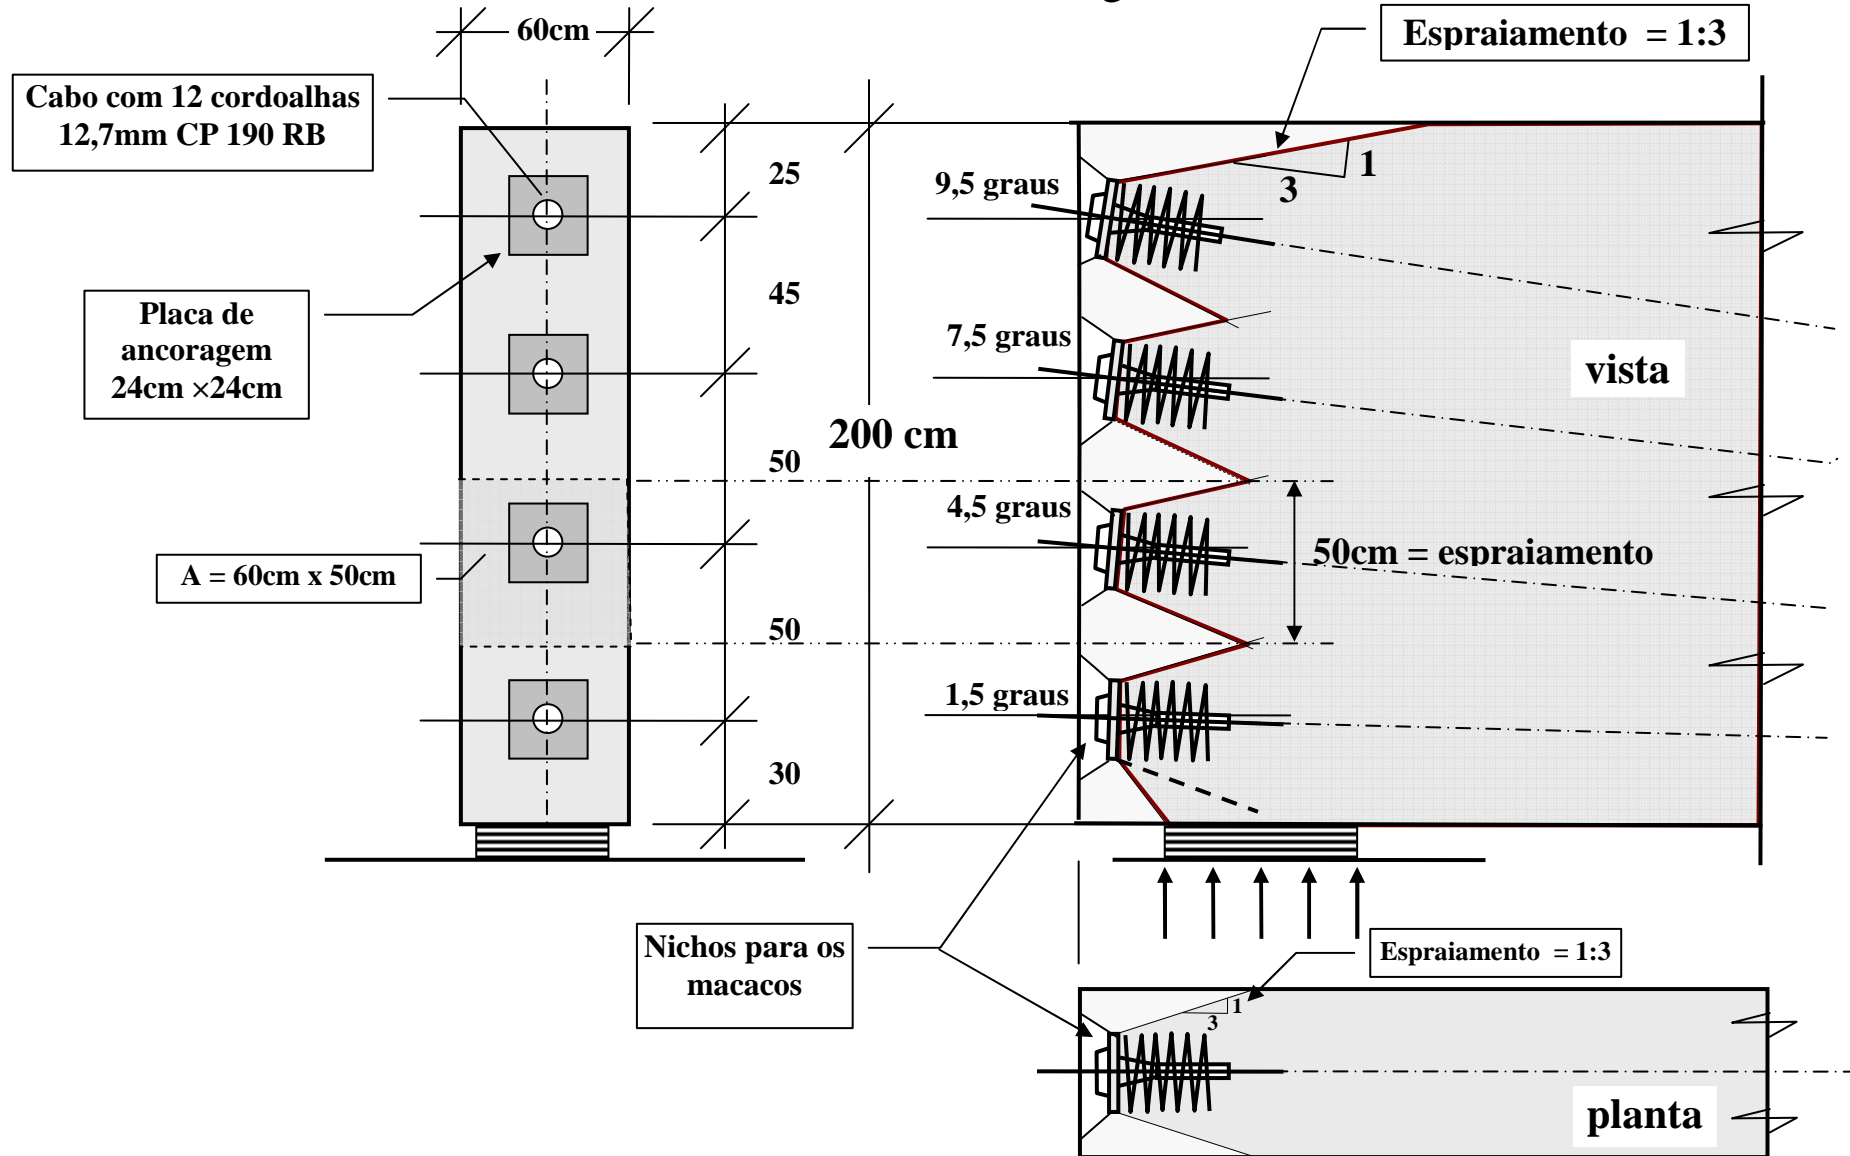 60cm
Espraiamento = 1:3
Cabo com 12 cordoalhas
12,7mm CP 190 RB
25
9,5 graus
1
3
45
Placa de
ancoragem
24cm ×24cm
7,5 graus
vista
200 cm
50
4,5 graus
A = 60cm x 50cm
50cm = espraiamento
50
1,5 graus
30
Nichos para os
macacos
Espraiamento = 1:3
1
3
planta